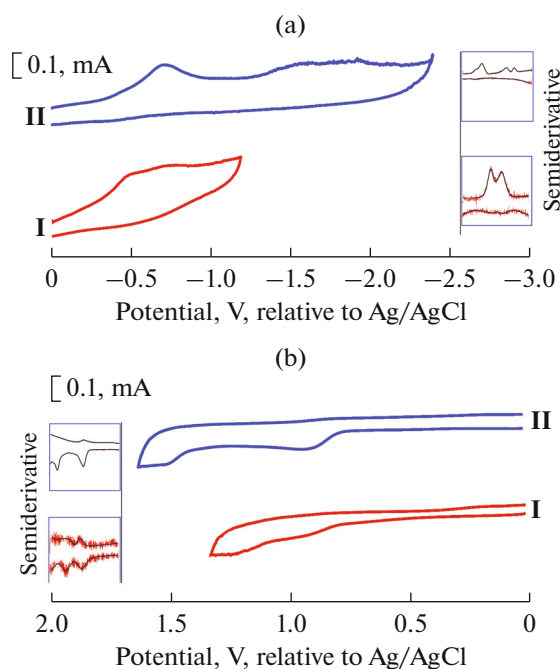 (a)
0.1, mA
II
I
Semiderivative
0 −0.5 −1.0 −1.5 −2.0 −2.5 −3.0
Potential, V, relative to Ag/AgCl
(b)
0.1, mA
Semiderivative
II
I
2.0 1.5 1.0 0.5 0
Potential, V, relative to Ag/AgCl